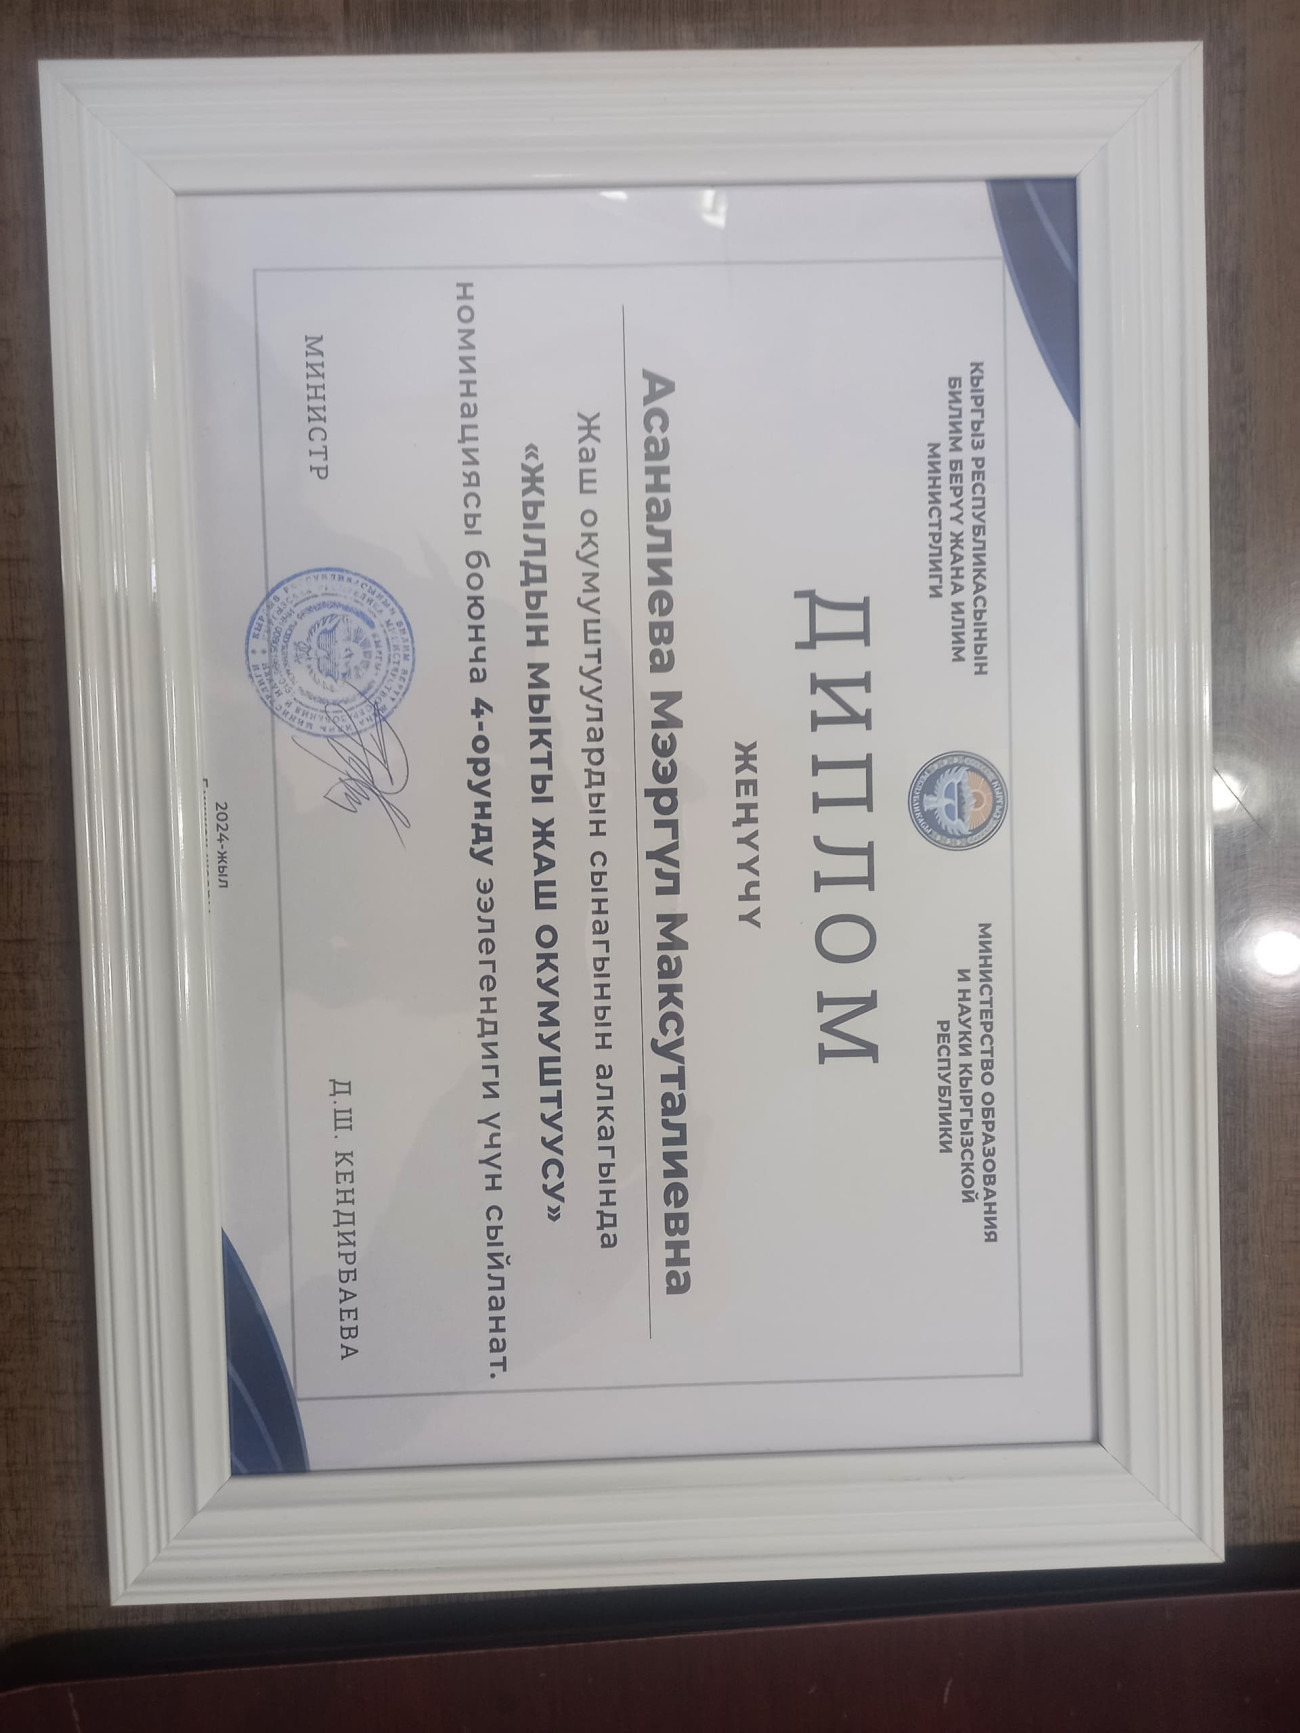 КЫРГЫЗ РЕСПУБЛИКАСЫНЫН
БИЛИМ БЕРҮҮ ЖАНА ИЛИМ
МИНИСТРЛИГИ
МИНИСТЕРСТВО ОБРАЗОВАНИЯ
И НАУКИ КЫРГЫЗСКОЙ
РЕСПУБЛИКИ
ДИПЛОМ
ЖЕҢҮҮЧҮ
Асаналиева Мээргүл Максуталиевна
Жаш окумуштуулардын сынагынын алкагында
«ЖЫЛДЫН МЫКТЫ ЖАШ ОКУМУШТУУСУ»
номинациясы боюнча 4-орунду ээлегендиги үчүн сыйланат.
МИНИСТР
Д.Ш. КЕНДИРБАЕВА
2024-жыл